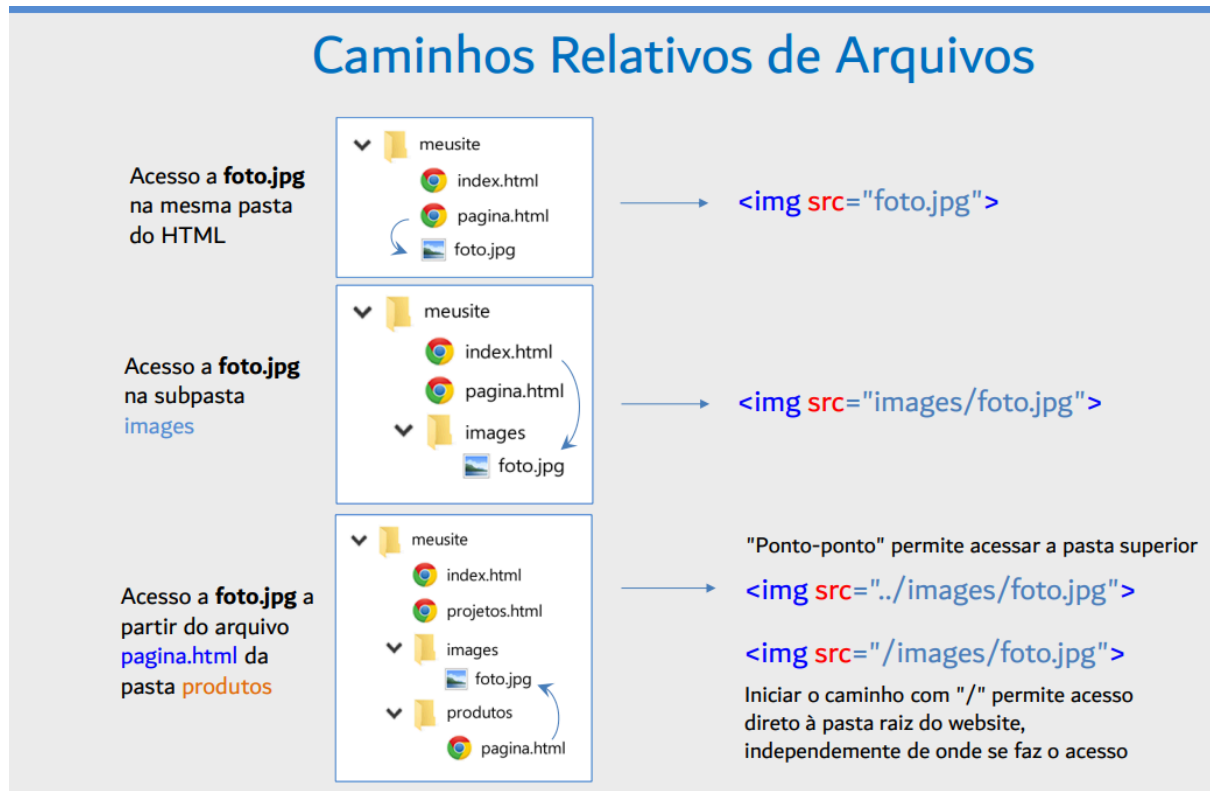 Caminhos Relativos de Arquivos
Acesso a foto.jpg
na mesma pasta
do HTML
meusite
index.html
pagina.html
foto.jpg
<img src="foto.jpg">
Acesso a foto.jpg
na subpasta
images
meusite
index.html
pagina.html
images
foto.jpg
<img src="images/foto.jpg">
Acesso a foto.jpg a
partir do arquivo
pagina.html da
pasta produtos
meusite
index.html
projetos.html
images
foto.jpg
produtos
pagina.html
"Ponto-ponto" permite acessar a pasta superior
<img src="../images/foto.jpg">
<img src="/images/foto.jpg">
Iniciar o caminho com "/" permite acesso
direto à pasta raiz do website,
independemente de onde se faz o acesso